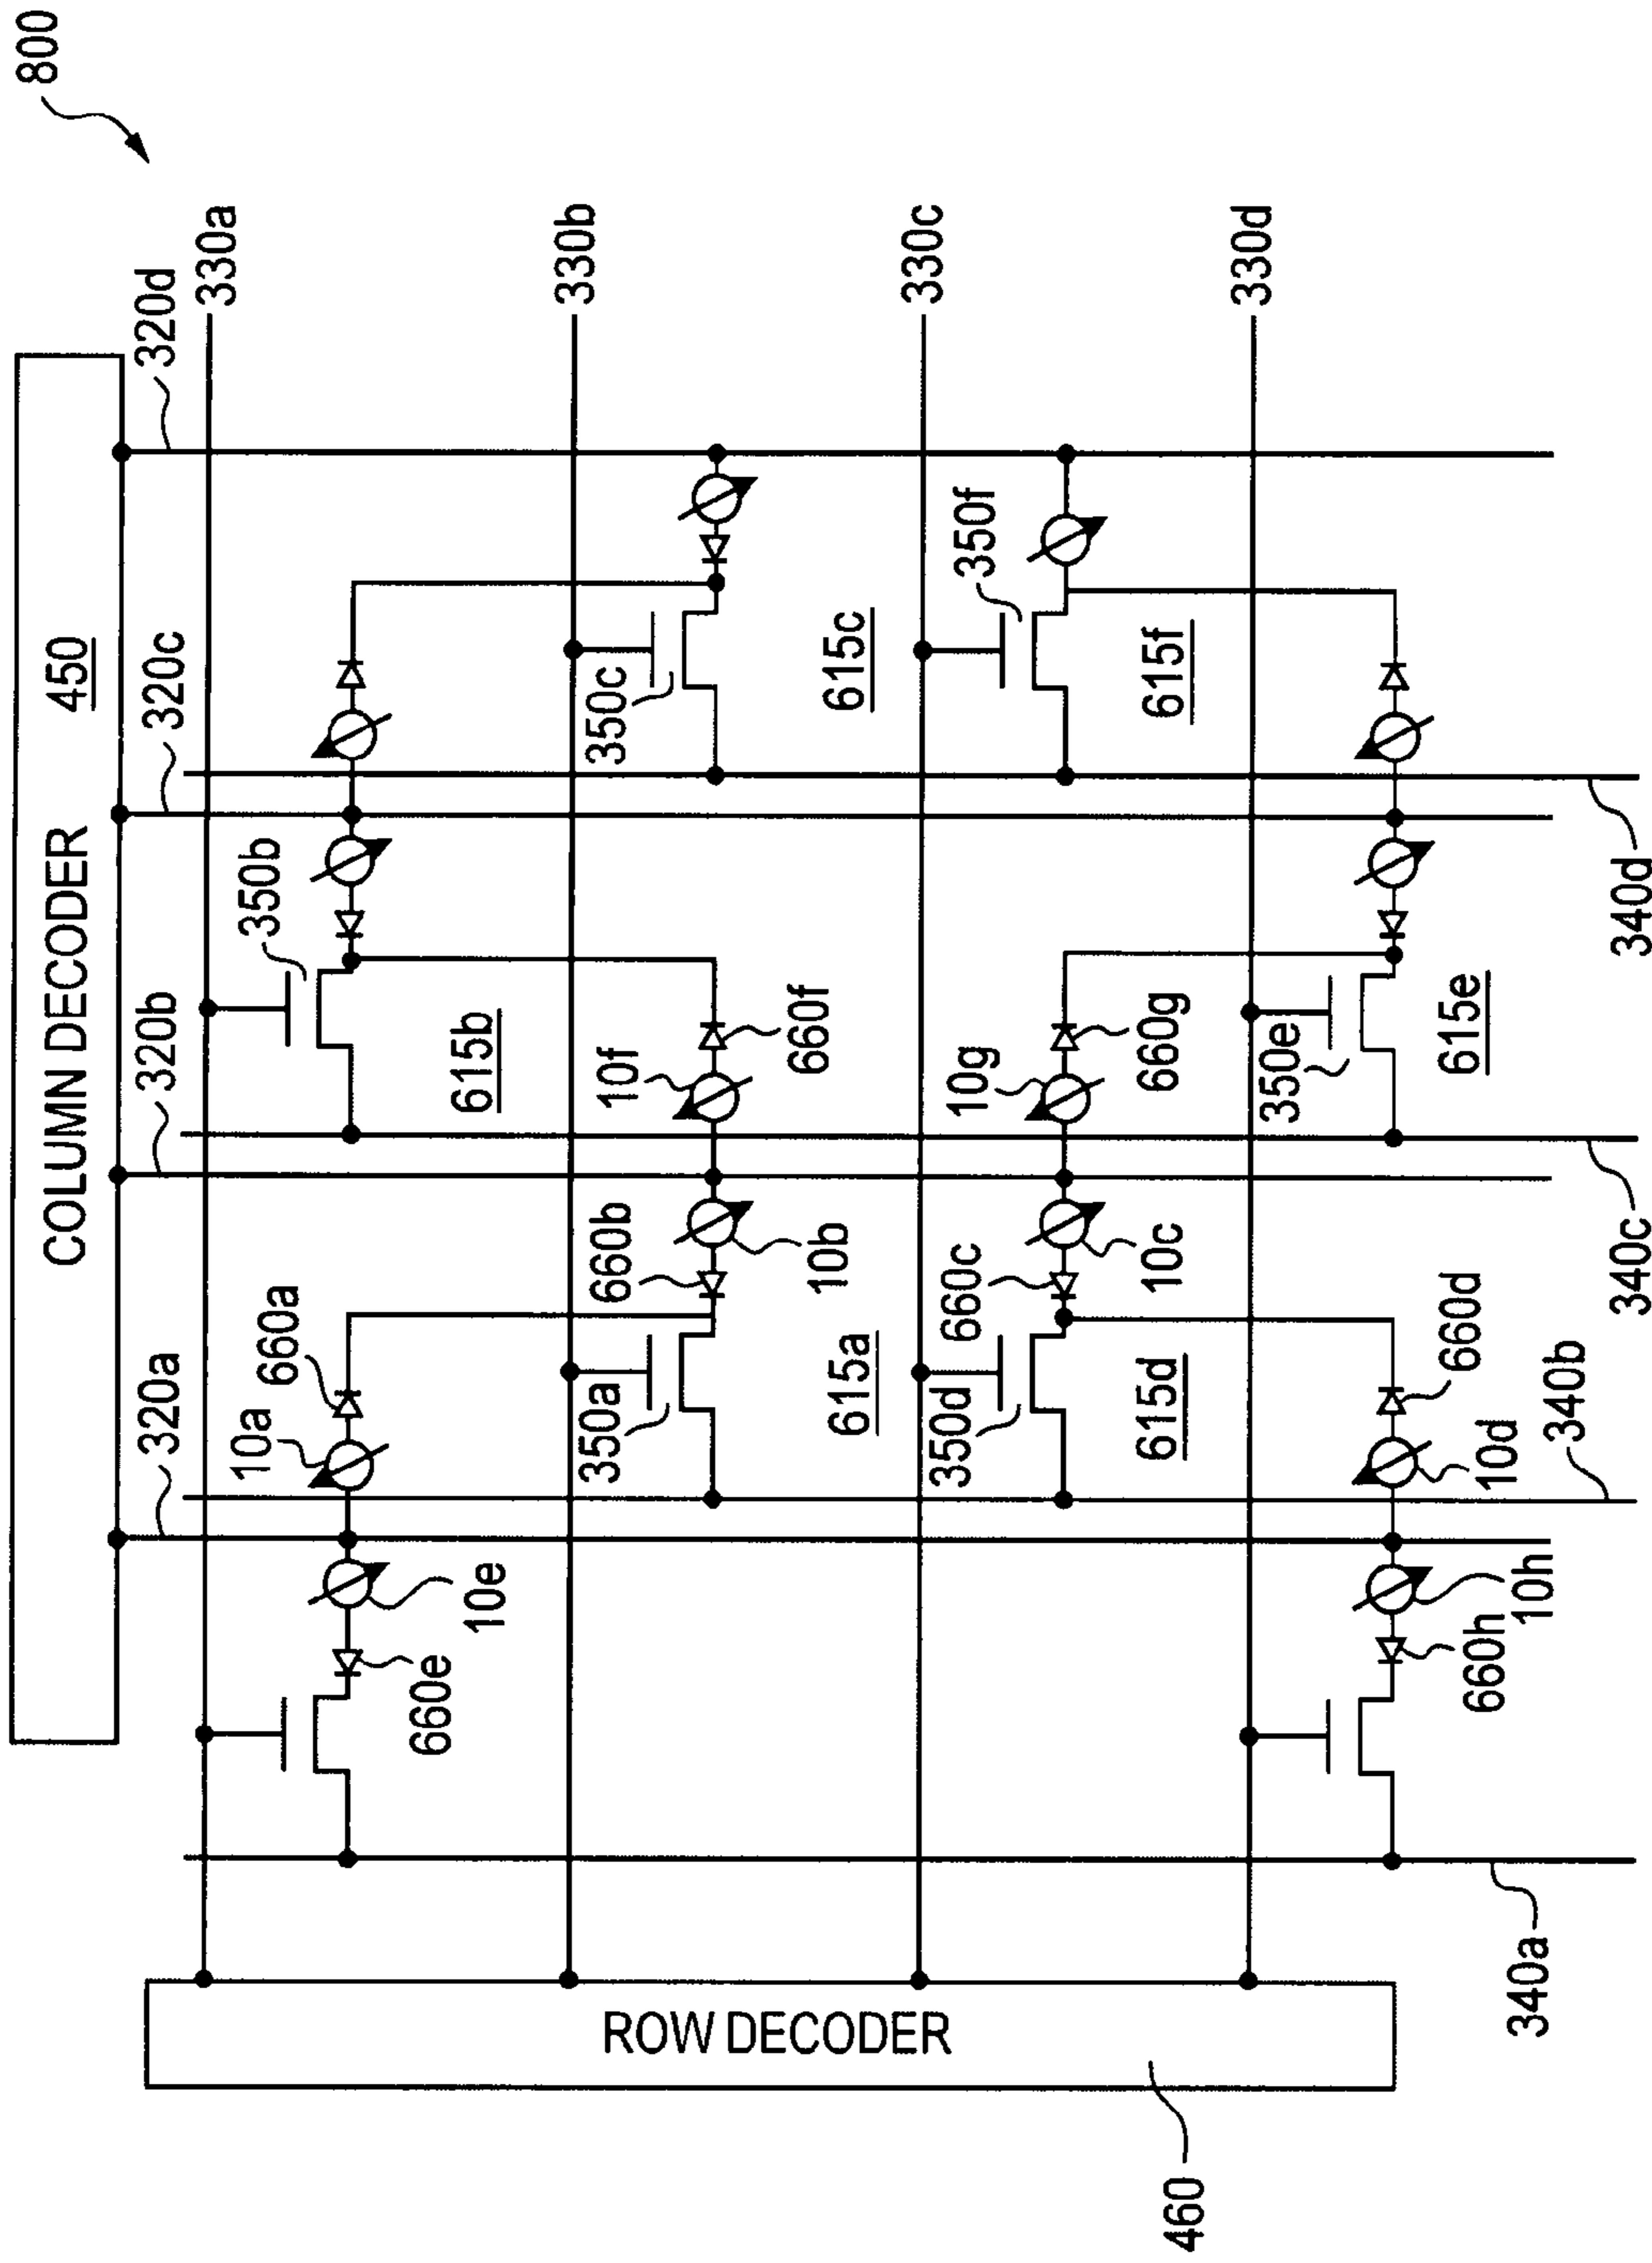 800
COLUMN DECODER 450
320a
320b
320c
320d
330a
10a
660a
350b
10e
660e
615b
330b
350a
660b
10b
10f
660f
350c
615a
615c
330c
350d
660c
10c
10g
660g
350f
615d
615f
330d
10d
660d
350e
615e
660h
10h
340a
340b
340c
340d
ROW DECODER
460